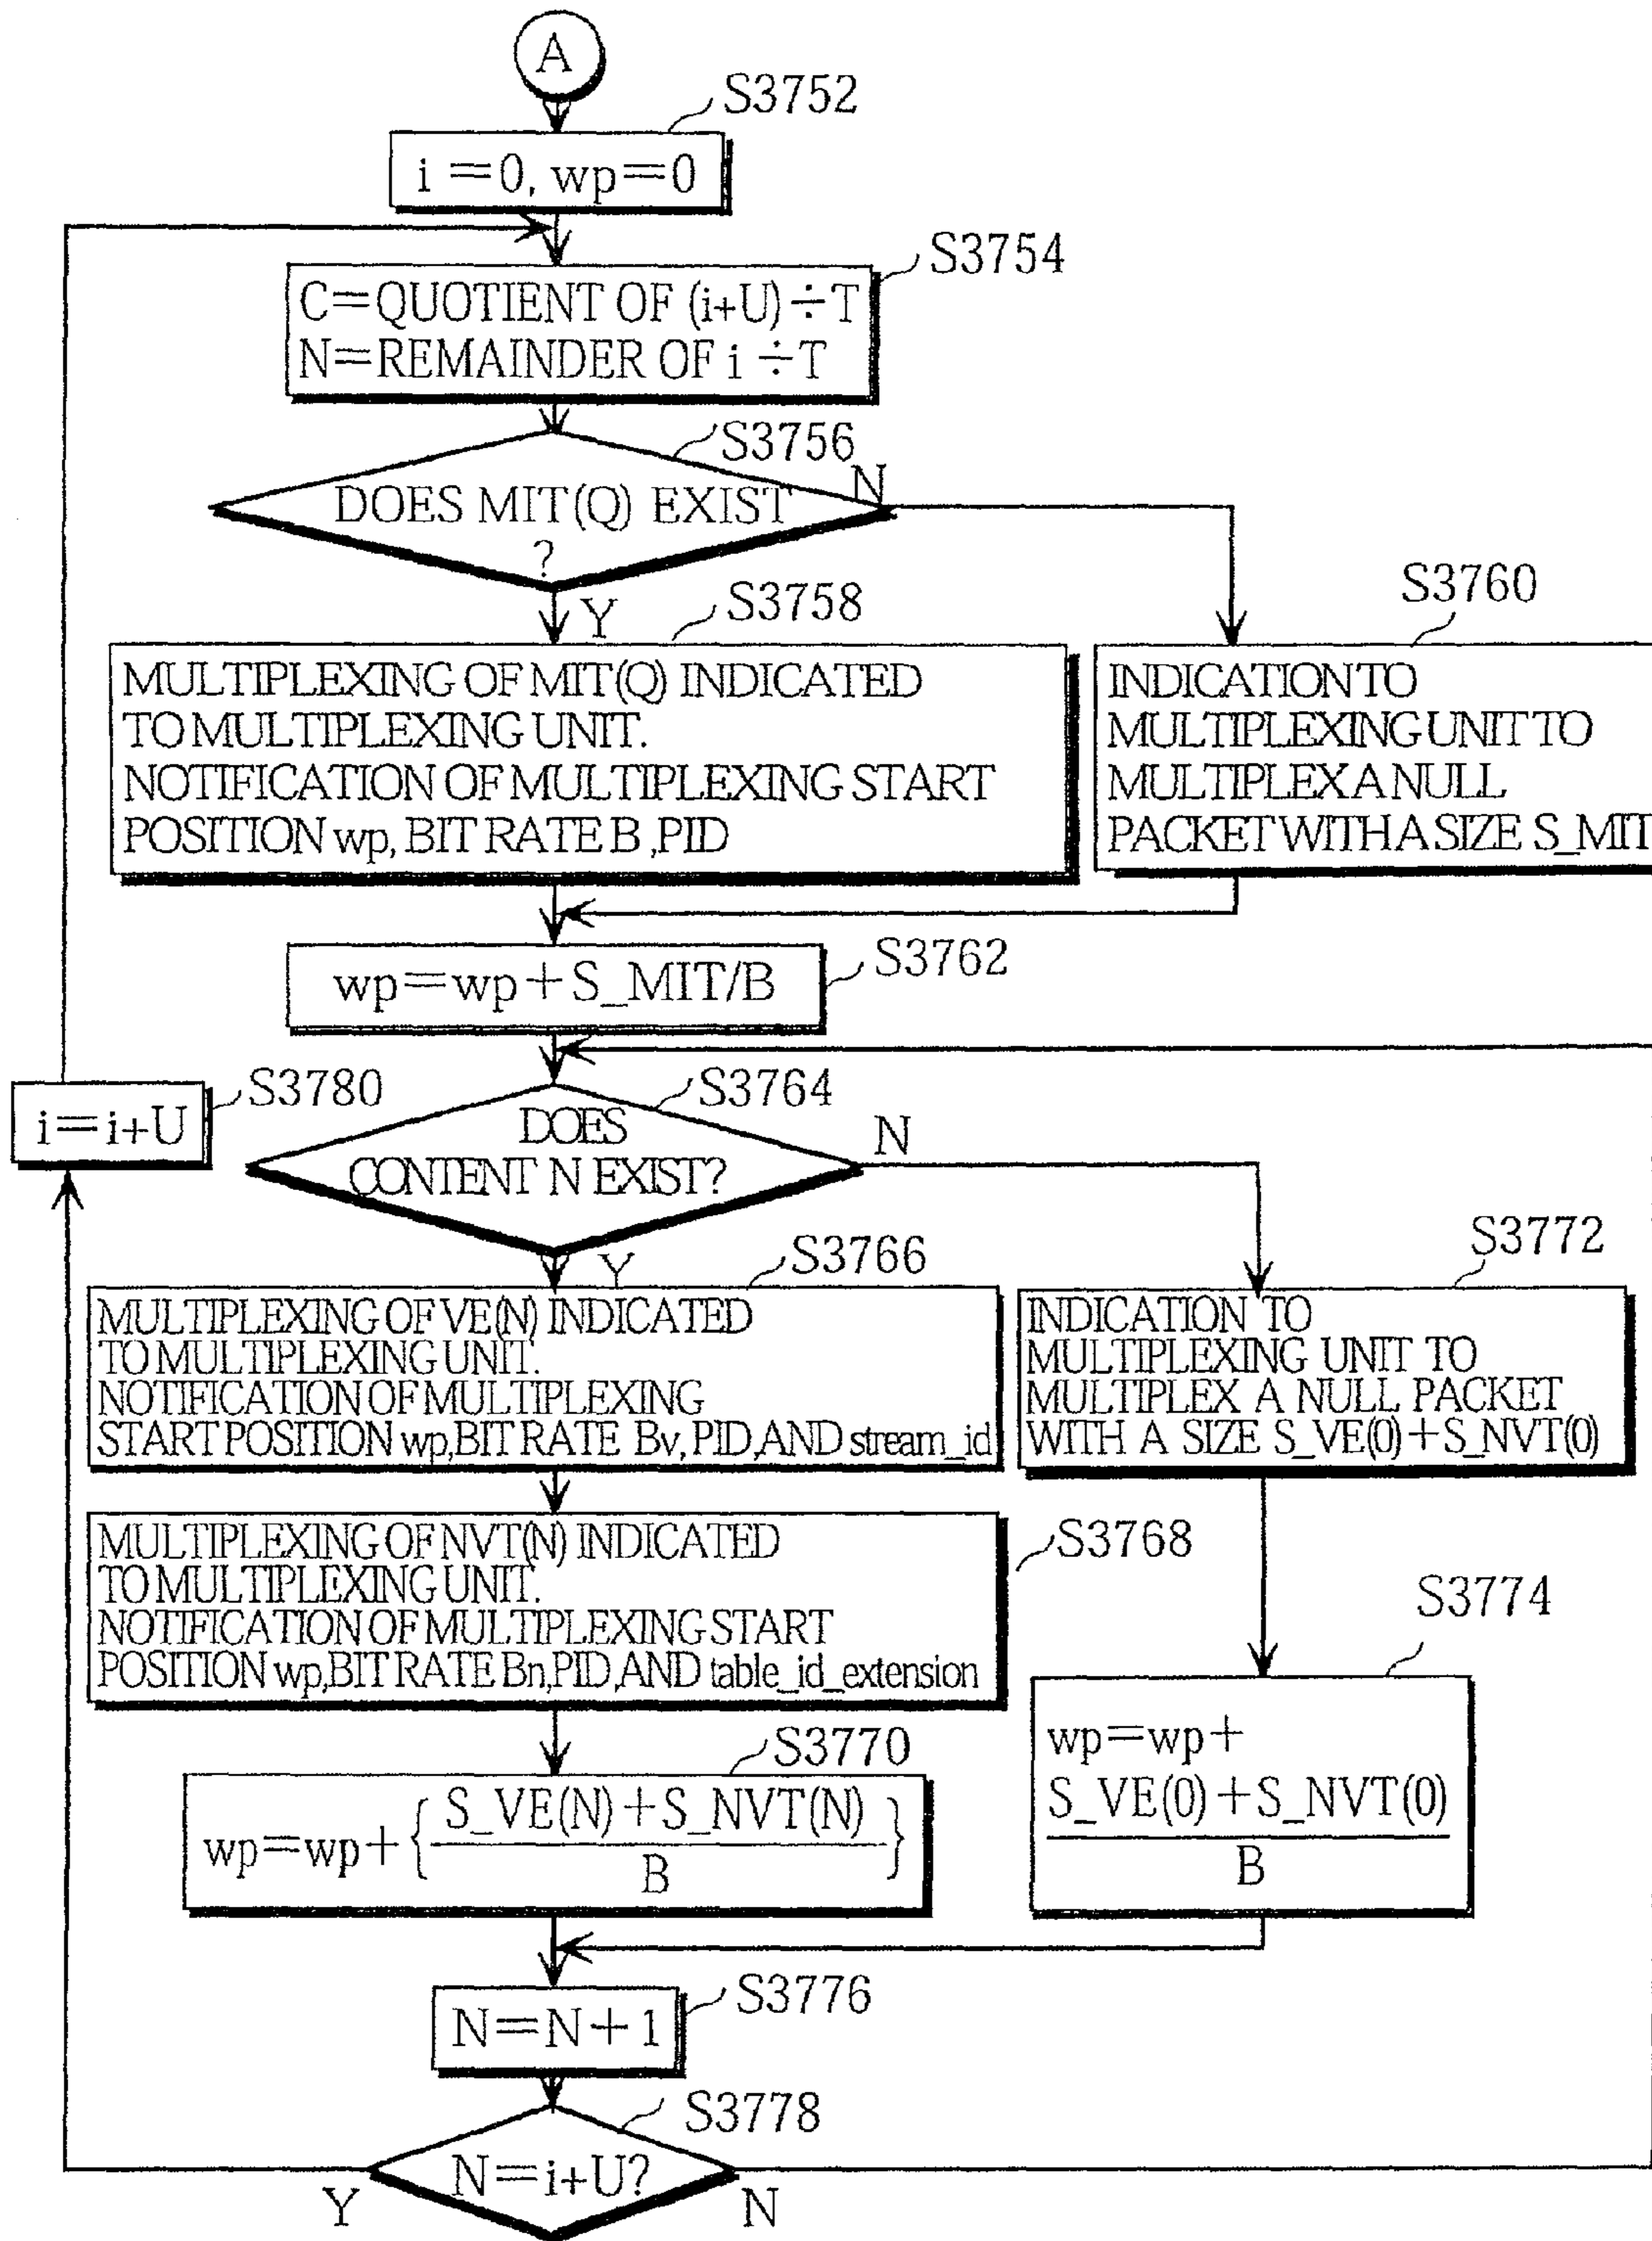 A
S3752
i=0, wp=0
S3754
C=QUOTIENT OF (i+U)÷T
N=REMAINDER OF i÷T
S3756
N
DOES MIT(Q) EXIST
?
Y
S3758
S3760
MULTIPLEXING OF MIT(Q) INDICATED
TO MULTIPLEXING UNIT.
NOTIFICATION OF MULTIPLEXING START
POSITION wp, BIT RATE B ,PID
INDICATION TO
MULTIPLEXING UNIT TO
MULTIPLEX A NULL
PACKET WITH A SIZE S_MIT
S3762
wp=wp+S_MIT/B
S3780
i=i+U
S3764
DOES
CONTENT N EXIST?
N
Y
S3766
S3772
MULTIPLEXING OF VE(N) INDICATED
TO MULTIPLEXING UNIT.
NOTIFICATION OF MULTIPLEXING
START POSITION wp,BIT RATE Bv, PID,AND stream_id
INDICATION TO
MULTIPLEXING UNIT TO
MULTIPLEX A NULL PACKET
WITH A SIZE S_VE(0)+S_NVT(0)
S3768
MULTIPLEXING OF NVT(N) INDICATED
TO MULTIPLEXING UNIT.
NOTIFICATION OF MULTIPLEXING START
POSITION wp,BIT RATE Bn,PID,AND table_id_extension
S3774
wp=wp+
S_VE(0)+S_NVT(0)
B
S3770
wp=wp+{S_VE(N)+S_NVT(N)}
B
S3776
N=N+1
S3778
N=i+U?
Y
N